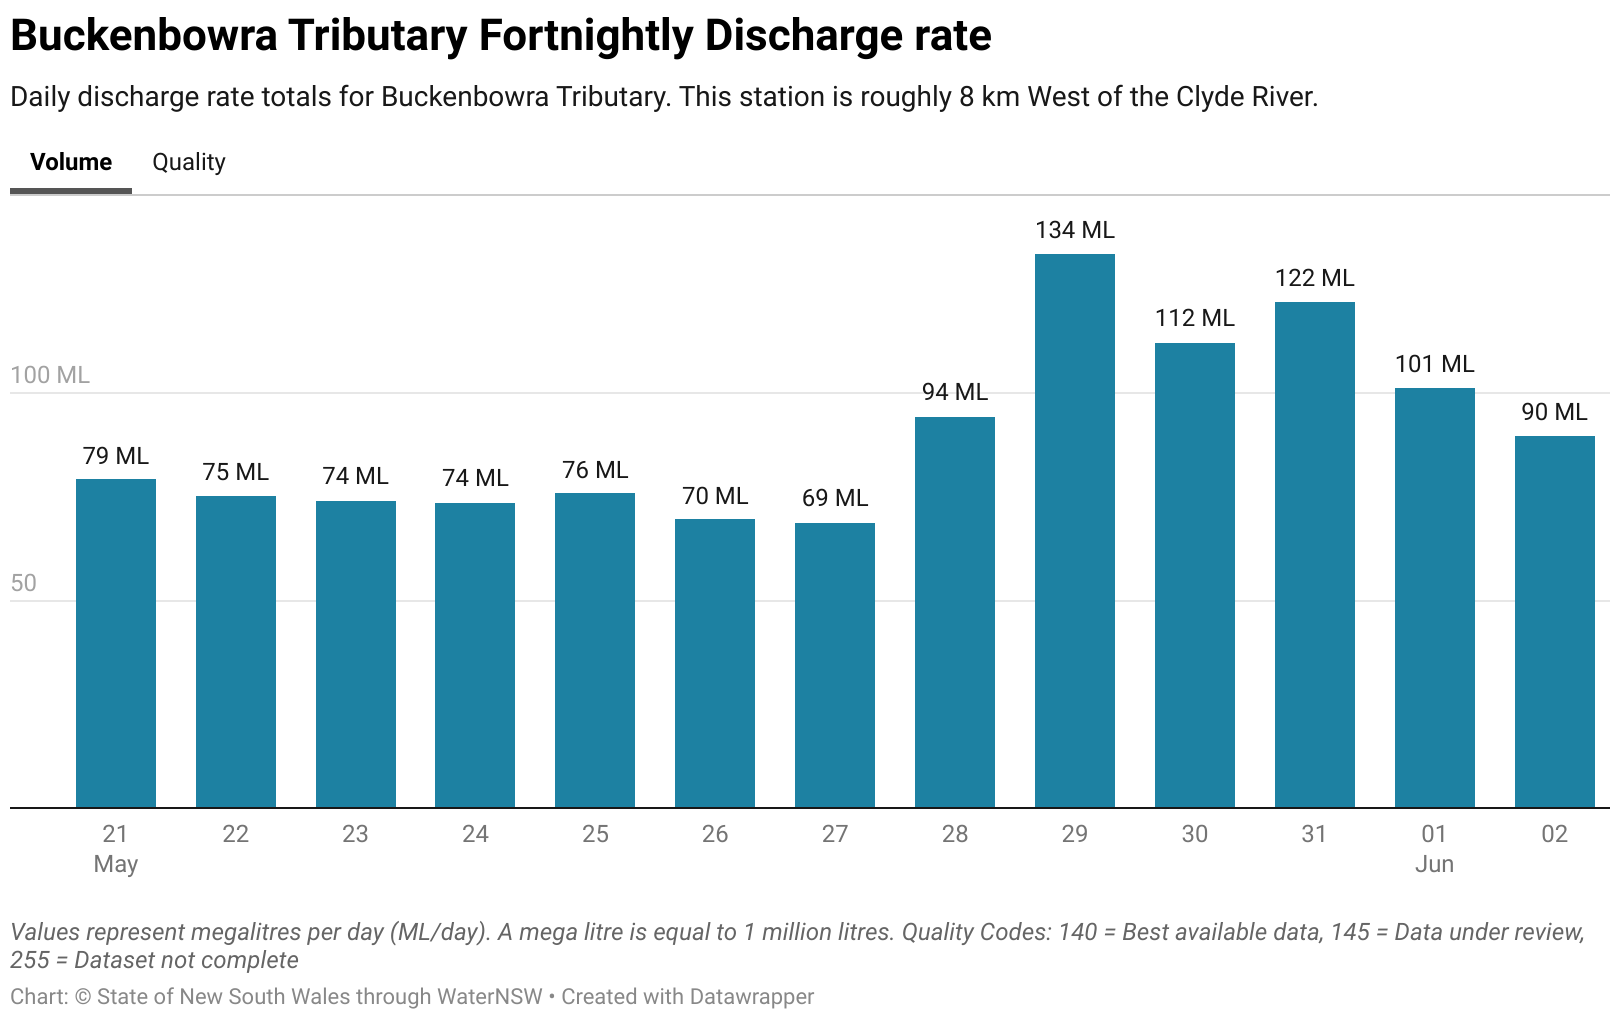 Buckenbowra Tributary Fortnightly Discharge rate
Daily discharge rate totals for Buckenbowra Tributary. This station is roughly 8 km West of the Clyde River.
Volume Quality
134 ML
122 ML
112 ML
101 ML
100 ML
94 ML
90 ML
79 ML
75 ML
74 ML
74 ML
76 ML
70 ML
69 ML
50
21 22 23 24 25 26 27 28 29 30 31 01 02
May Jun
Values represent megalitres per day (ML/day). A mega litre is equal to 1 million litres. Quality Codes: 140 = Best available data, 145 = Data under review,
255 = Dataset not complete
Chart: © State of New South Wales through WaterNSW • Created with Datawrapper